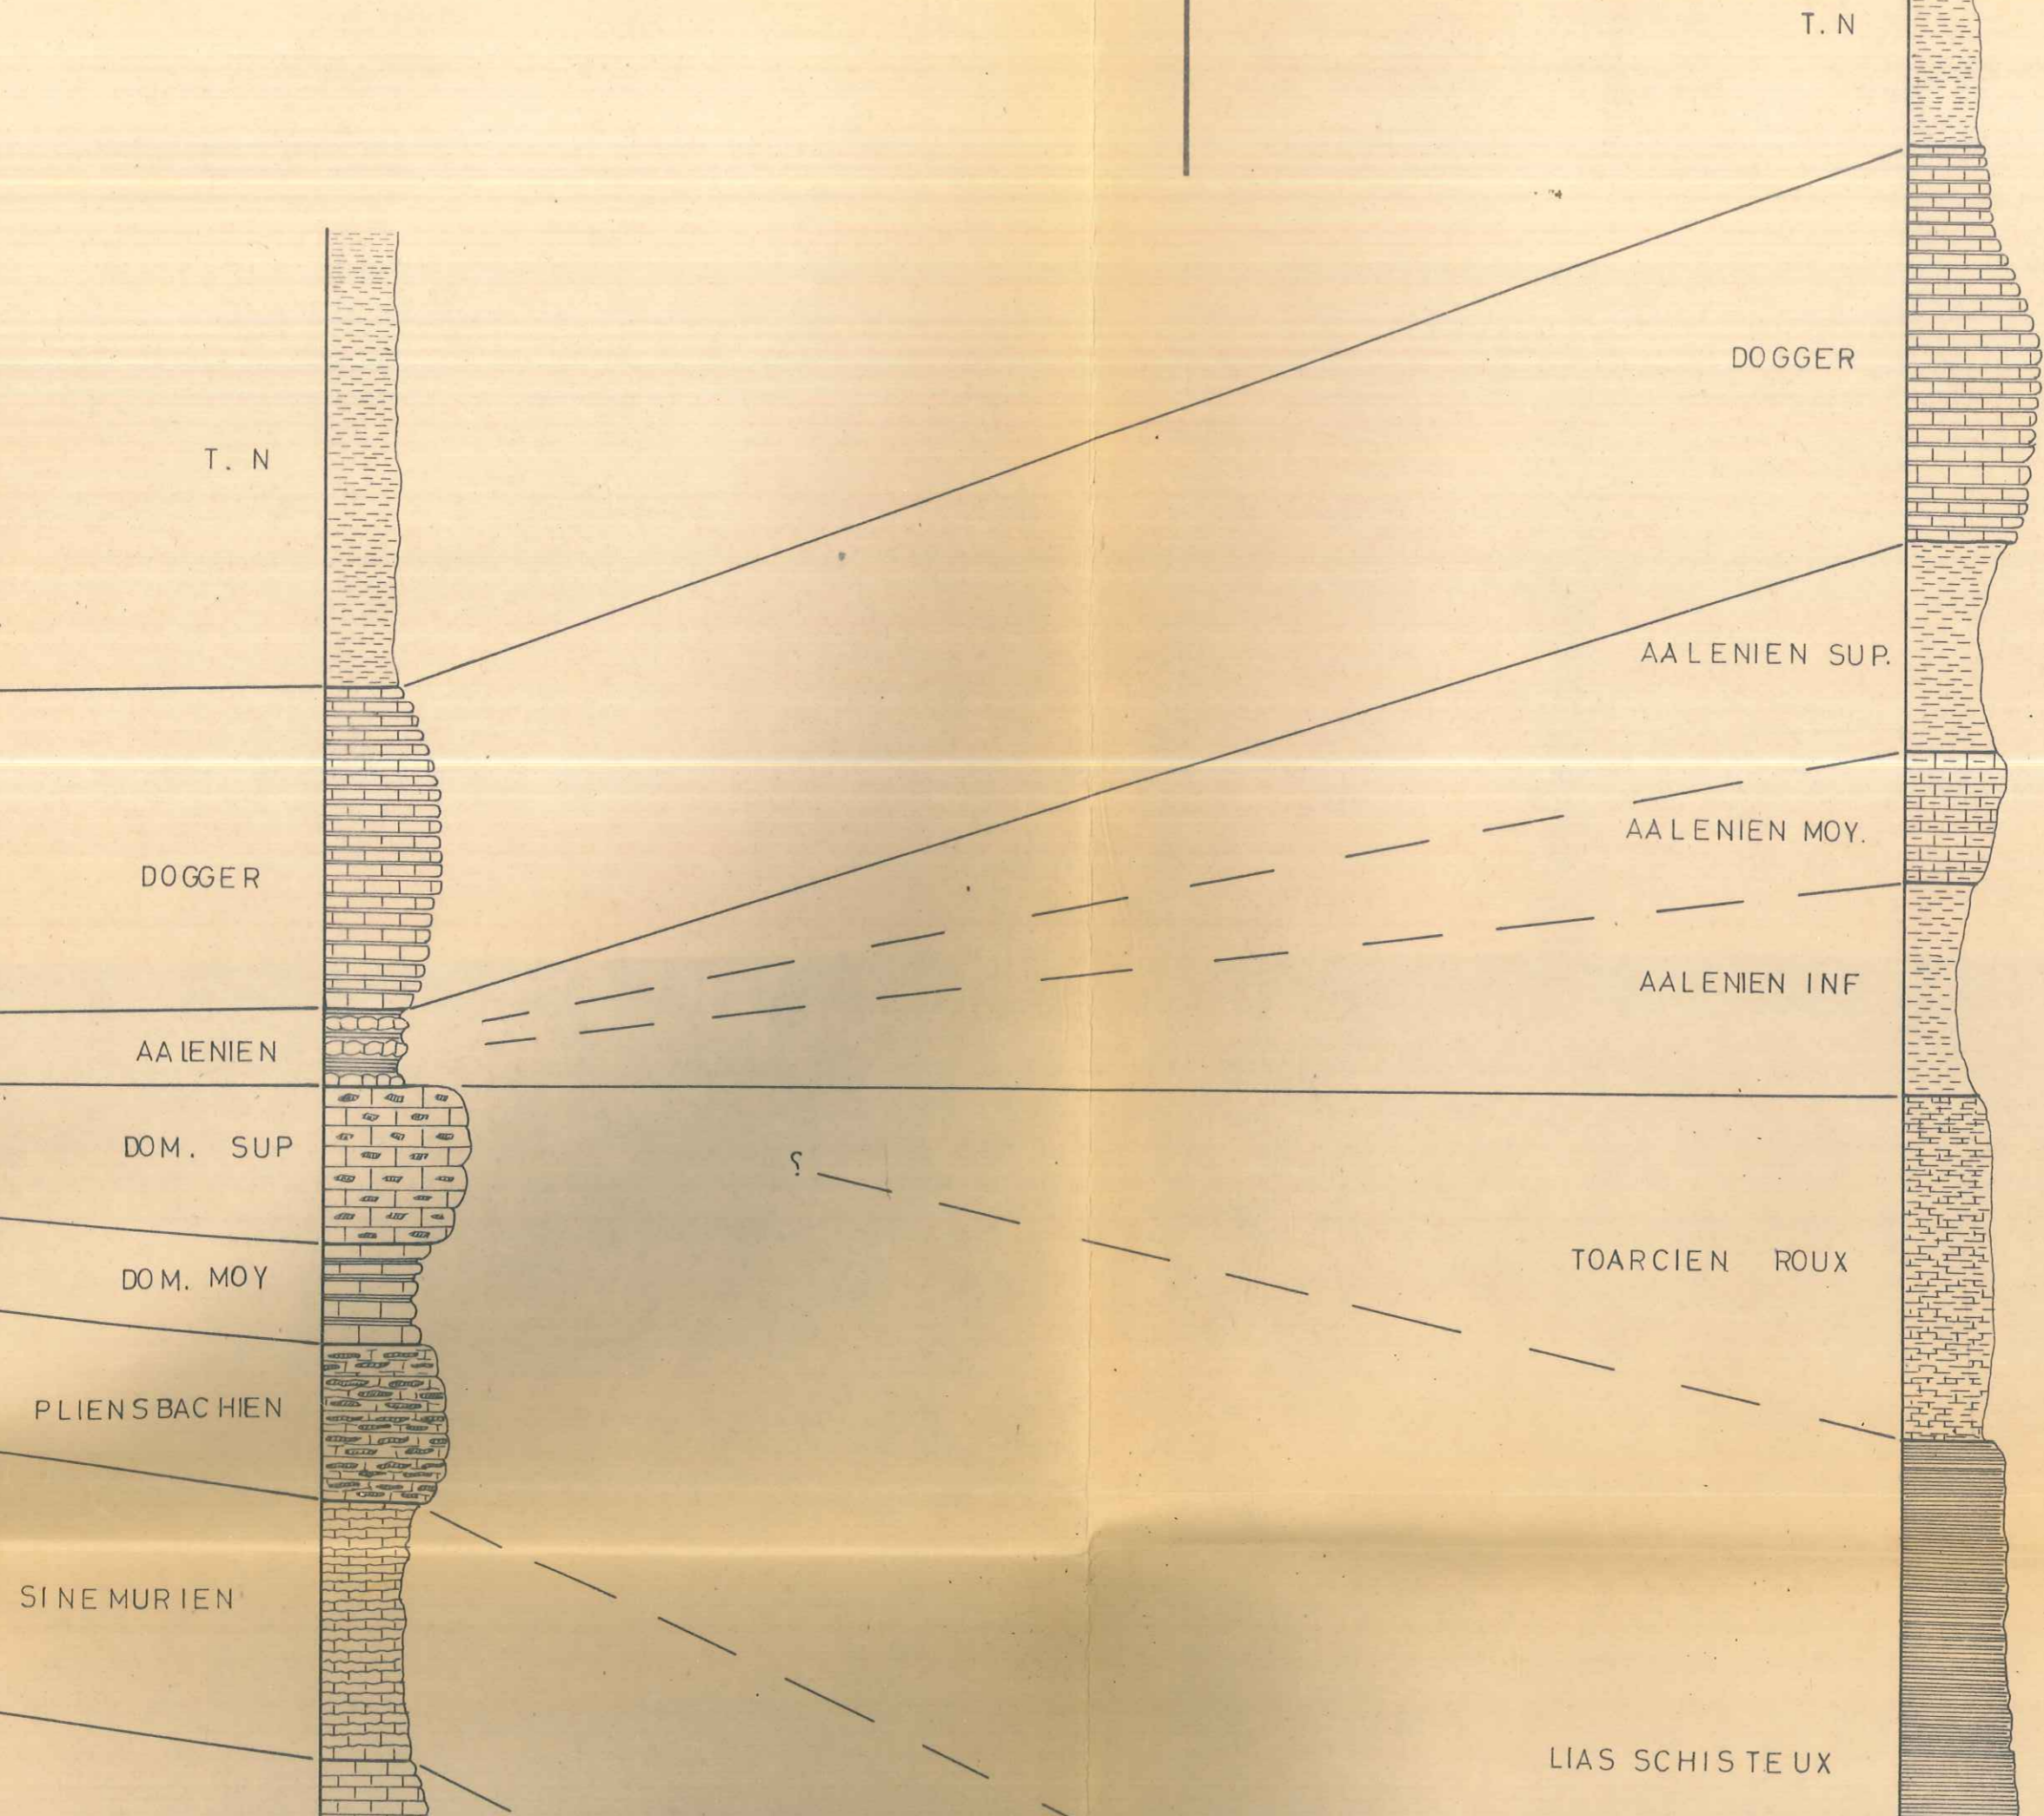 T. N
DOGGER
AALENIEN
DOM. SUP
DOM. MOY
PLIENSBACHIEN
SINEMURIEN
?
T. N
DOGGER
AALENIEN SUP.
AALENIEN MOY.
AALENIEN INF
TOARCIEN ROUX
LIAS SCHISTEUX